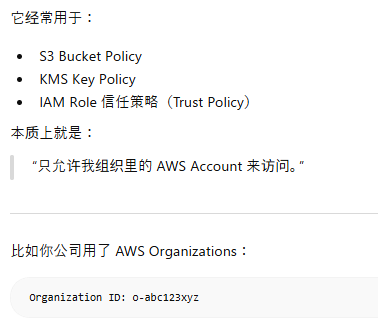 它经常用于：
S3 Bucket Policy
KMS Key Policy
IAM Role 信任策略（Trust Policy）
本质上就是：
“只允许我组织里的 AWS Account 来访问。”
比如你公司用了 AWS Organizations：
Organization ID: o-abc123xyz